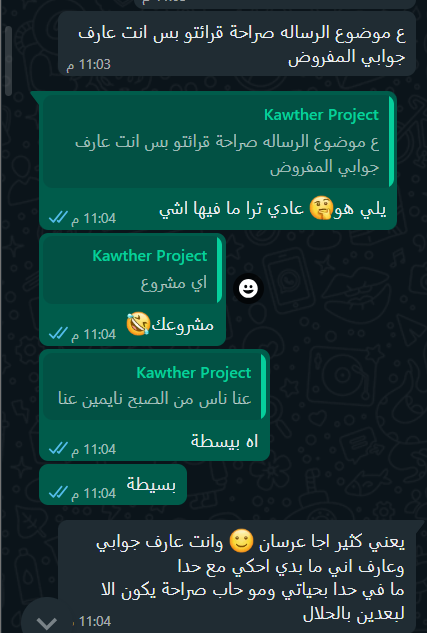 ع موضوع الرساله صراحة قرائتو بس انت عارف
جوابي المفروض
11:03 م
Kawther Project
ع موضوع الرساله صراحة قرائتو بس انت عارف
جوابي المفروض
يلي هو🤔 عادي ترا ما فيها اشي
11:04 م
Kawther Project
اي مشروع
مشروعك🤣
11:04 م
Kawther Project
عنا ناس من الصبح نايمين عنا
اه بيسطة
11:04 م
بسيطة
11:04 م
يعني كثير اجا عرسان 🙂 وانت عارف جوابي
وعارف اني ما بدي احكي مع حدا
ما في حدا بحياتي ومو حاب صراحة يكون الا
لبعدين بالحلال
11:04 م